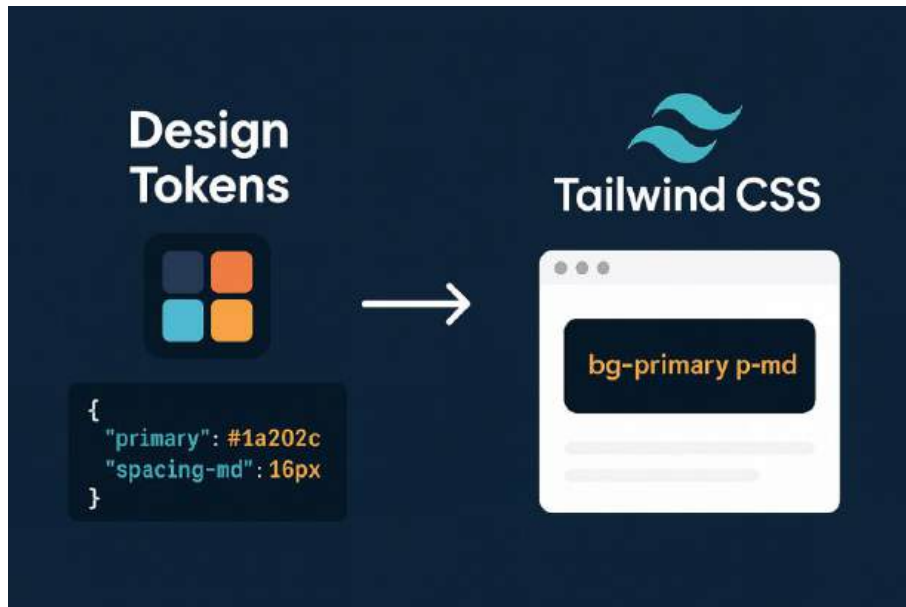 Design
Tokens
{
"primary": #1a202c
"spacing-md": 16px
}
Tailwind CSS
bg-primary p-md